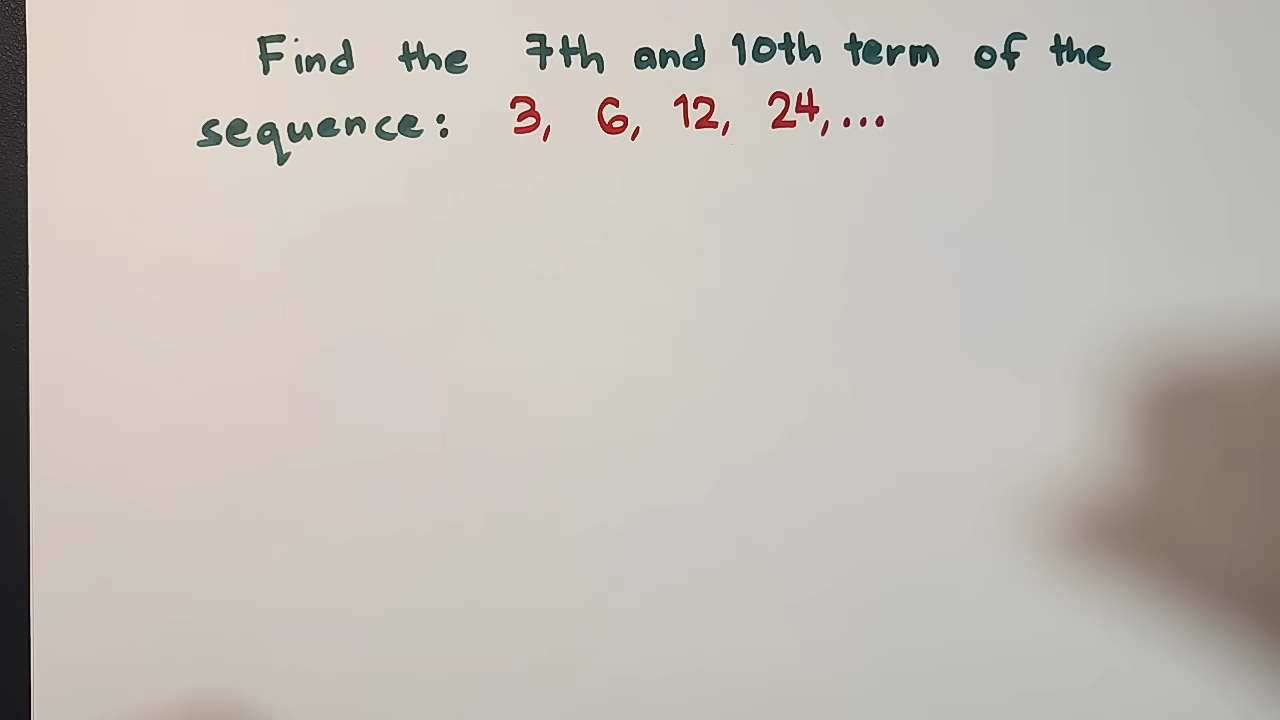 Find the 7th and 10th term of the
sequence: 3, 6, 12, 24,...